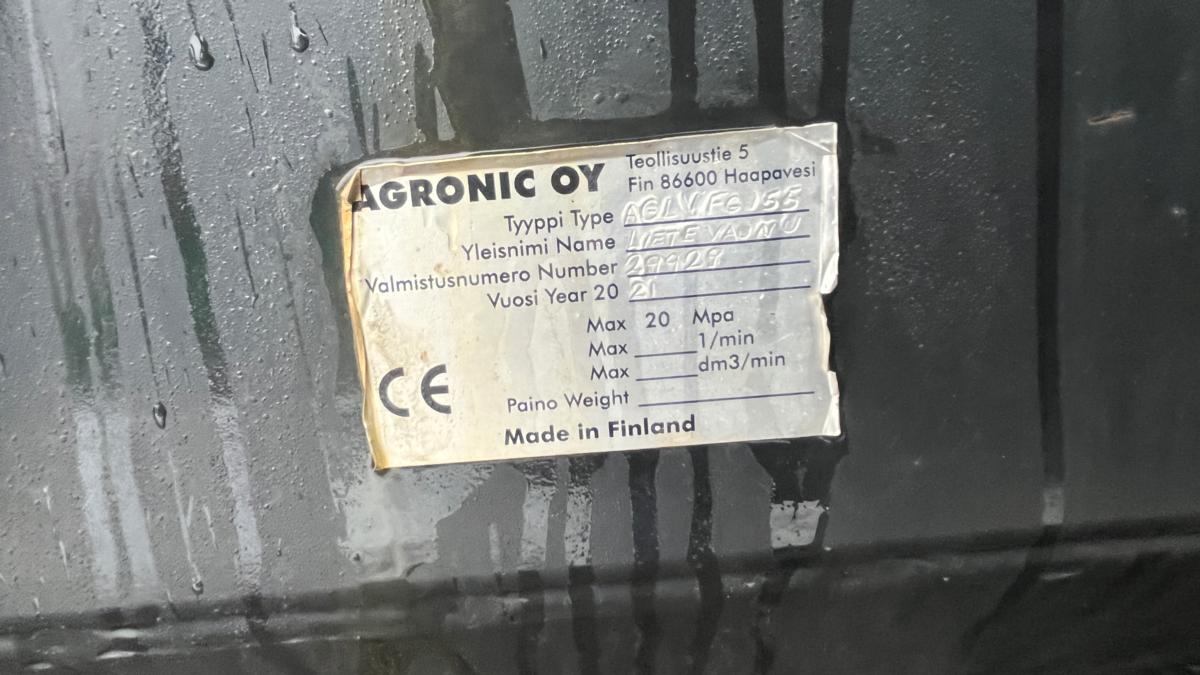 AGRONIC OY
Teollisuustie 5
Fin 86600 Haapavesi
Tyyppi Type
Yleisnimi Name LIETE VAUNU
Valmistusnumero Number
Vuosi Year 20 21
Max 20 Mpa
Max 1/min
Max dm3/min
CE
Paino Weight
Made in Finland